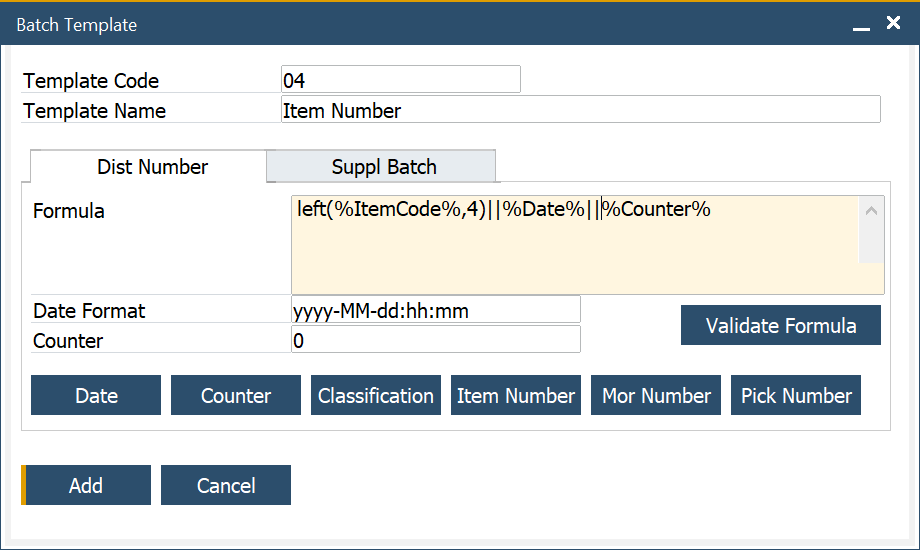 Batch Template
Template Code 04
Template Name Item Number
Dist Number Suppl Batch
Formula left(%ItemCode%,4)||%Date%||%Counter%
Date Format yyyy-MM-dd:hh:mm
Validate Formula
Counter 0
Date Counter Classification Item Number Mor Number Pick Number
Add Cancel